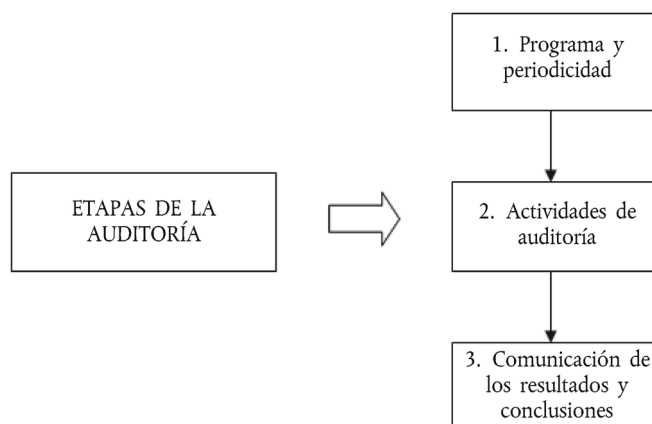 1. Programa y
periodicidad
ETAPAS DE LA
AUDITORÍA
2. Actividades de
auditoría
3. Comunicación de
los resultados y
conclusiones